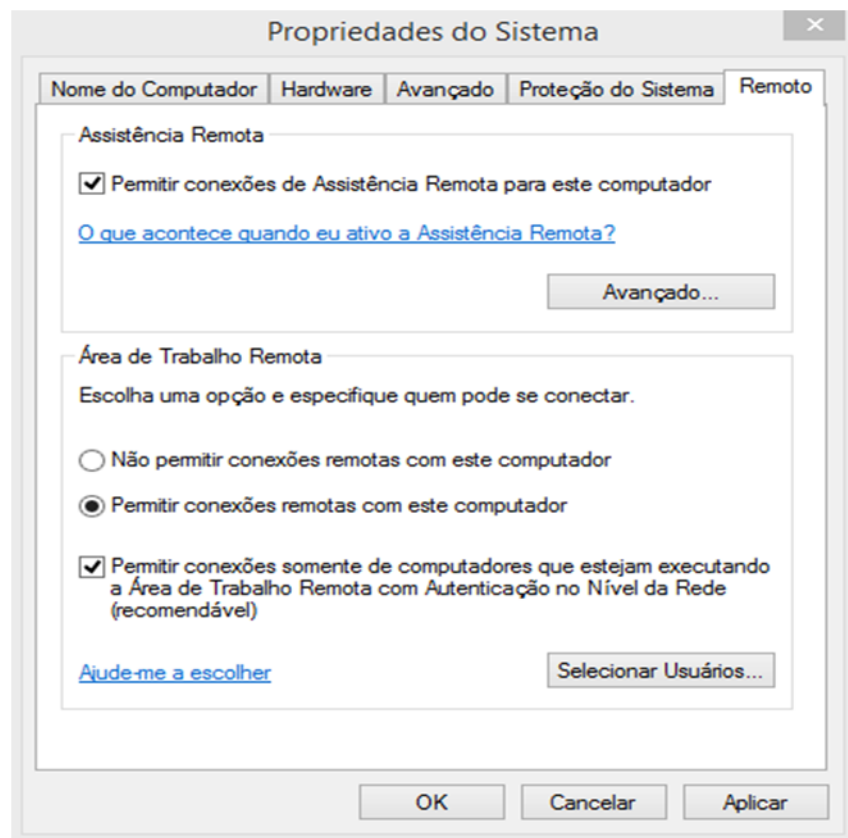 Propriedades do Sistema
Nome do Computador Hardware Avançado Proteção do Sistema Remoto
Assistência Remota
Permitir conexões de Assistência Remota para este computador
O que acontece quando eu ativo a Assistência Remota?
Avançado...
Área de Trabalho Remota
Escolha uma opção e especifique quem pode se conectar.
Não permitir conexões remotas com este computador
Permitir conexões remotas com este computador
Permitir conexões somente de computadores que estejam executando
a Área de Trabalho Remota com Autenticação no Nível da Rede
(recomendável)
Ajude-me a escolher Selecionar Usuários...
OK Cancelar Aplicar